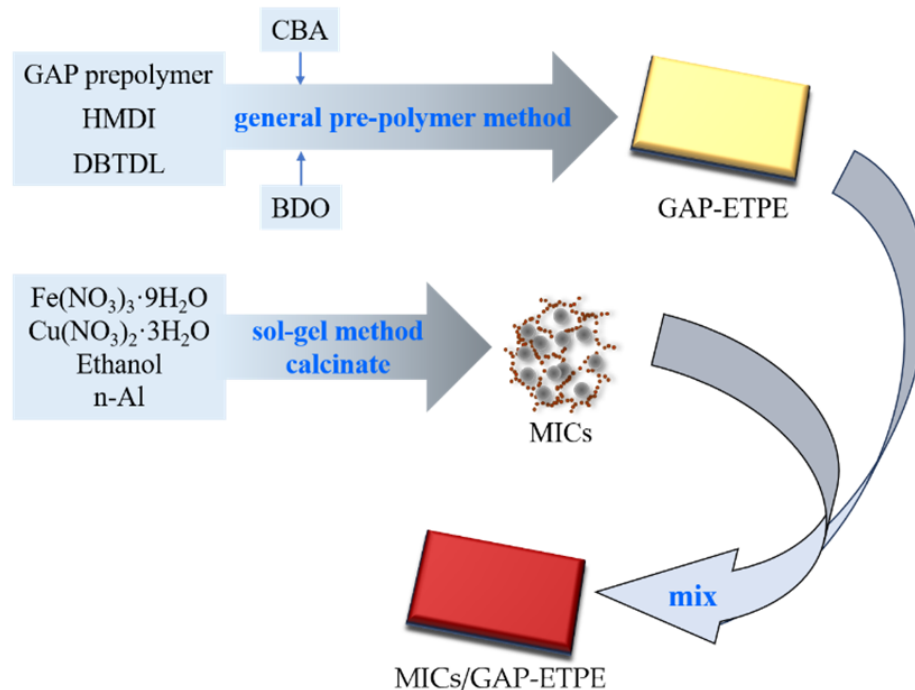 CBA
GAP prepolymer
HMDI
DBTDL
general pre-polymer method
BDO
GAP-ETPE
Fe(NO₃)₃·9H₂O
Cu(NO₃)₂·3H₂O
Ethanol
n-Al
sol-gel method
calcinate
MICs
mix
MICs/GAP-ETPE